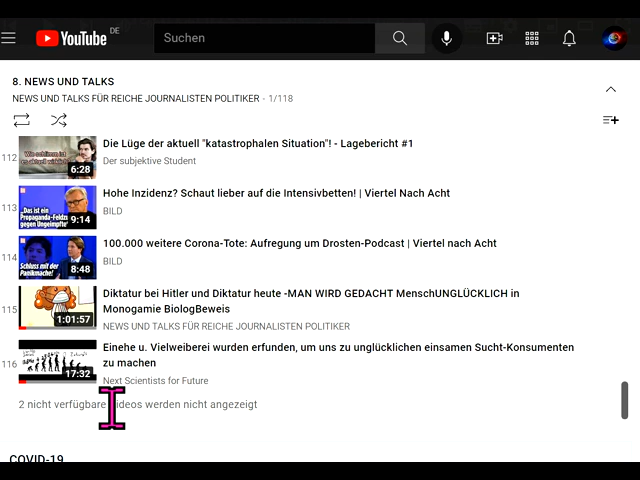 YouTube DE
Suchen
8. NEWS UND TALKS
NEWS UND TALKS FÜR REICHE JOURNALISTEN POLITIKER - 1/118
112
Die Lüge der aktuell "katastrophalen Situation"! - Lagebericht #1
Der subjektive Student
6:28
113
Hohe Inzidenz? Schaut lieber auf die Intensivbetten! | Viertel Nach Acht
BILD
„Das ist ein
Propaganda-Feldzug
gegen Ungeimpfte"
9:14
114
100.000 weitere Corona-Tote: Aufregung um Drosten-Podcast | Viertel nach Acht
BILD
Schluss mit der
Panikmache!
8:48
115
Diktatur bei Hitler und Diktatur heute -MAN WIRD GEDACHT MenschUNGLÜCKLICH in
Monogamie BiologBeweis
NEWS UND TALKS FÜR REICHE JOURNALISTEN POLITIKER
1:01:57
116
Einehe u. Vielweiberei wurden erfunden, um uns zu unglücklichen einsamen Sucht-Konsumenten
zu machen
Next Scientists for Future
17:32
2 nicht verfügbare Videos werden nicht angezeigt
COVID-19